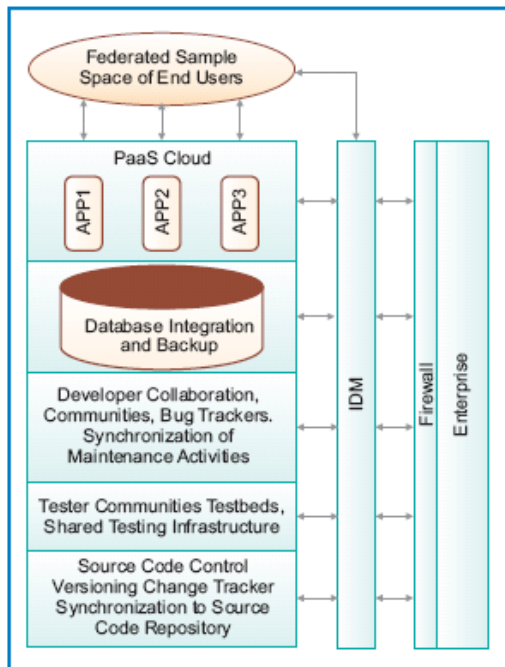 Federated Sample
Space of End Users
PaaS Cloud
APP1
APP2
APP3
Database Integration
and Backup
Developer Collaboration,
Communities, Bug Trackers.
Synchronization of
Maintenance Activities
Tester Communities Testbeds,
Shared Testing Infrastructure
Source Code Control
Versioning Change Tracker
Synchronization to Source
Code Repository
IDM
Firewall
Enterprise